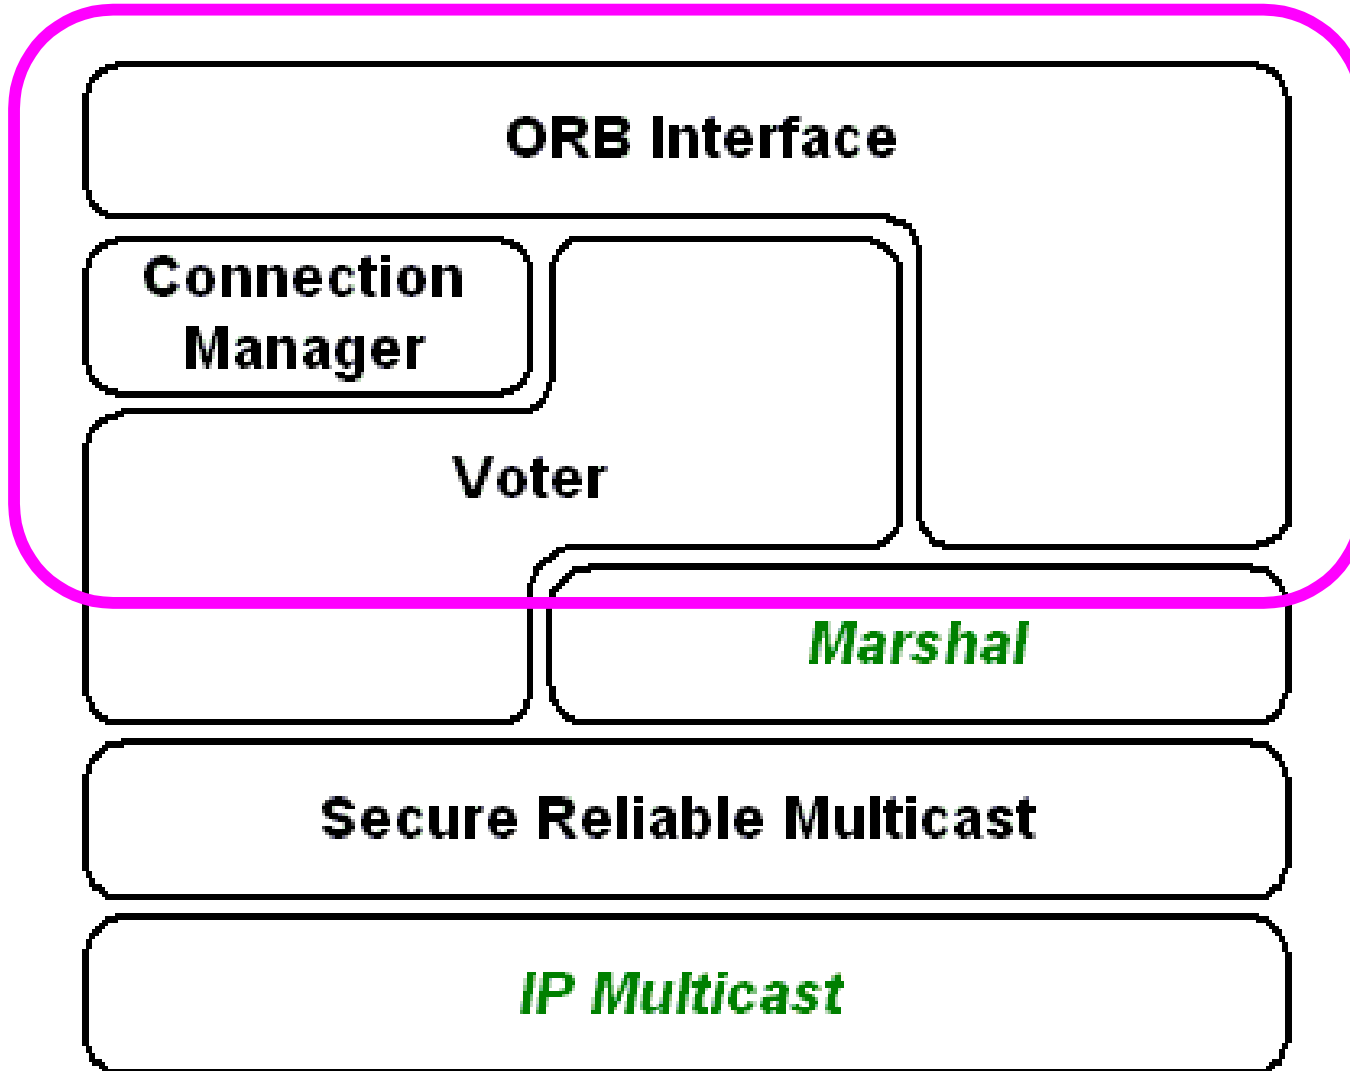 ORB Interface
Connection
Manager
Voter
Marshal
Secure Reliable Multicast
IP Multicast